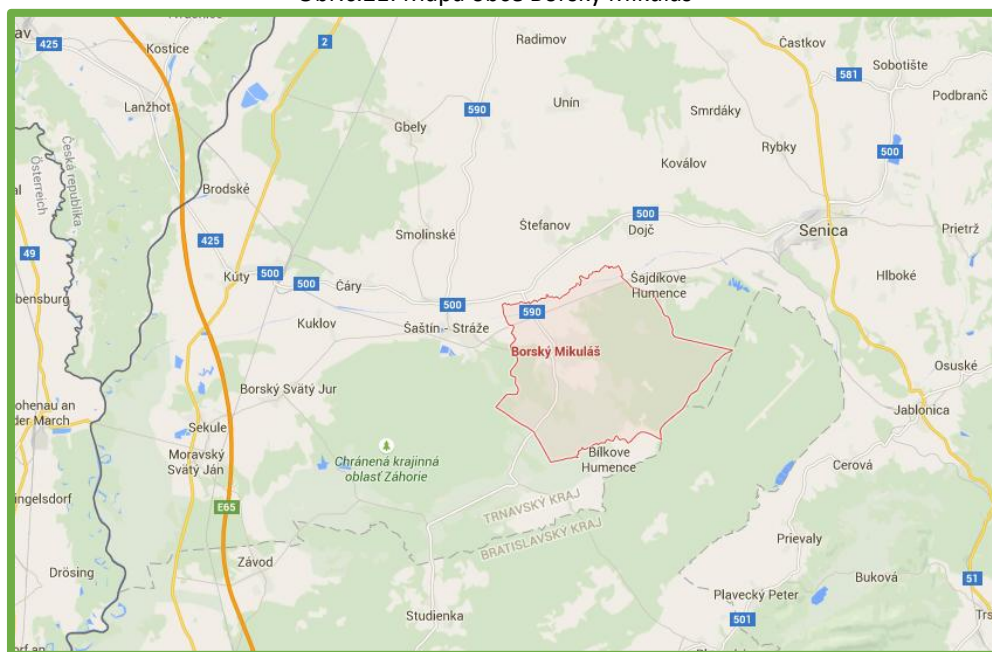 Radimov
Častkov
Sobotište
Kostice
425
2
581
Podbranč
Lanžhot
590
Unín
Smrdáky
Gbely
Rybky
500
Koválov
Česká republika
Österreich
Brodské
Štefanov
500
Dojč
Senica
Prietrž
49
425
Smolinské
Kúty
500
500
Čáry
Šajdíkove
Humence
Hlboké
500
590
Kuklov
Šaštín - Stráže
Borský Mikuláš
Osuské
Borský Svätý Jur
Jablonica
Sekule
Moravský
Svätý Ján
Chránená krajinná
oblasť Záhorie
Bílkove
Humence
Cerová
E65
TRNAVSKÝ KRAJ
BRATISLAVSKÝ KRAJ
Prievaly
Závod
Drösing
Buková
51
Plavecký Peter
Studienka
501